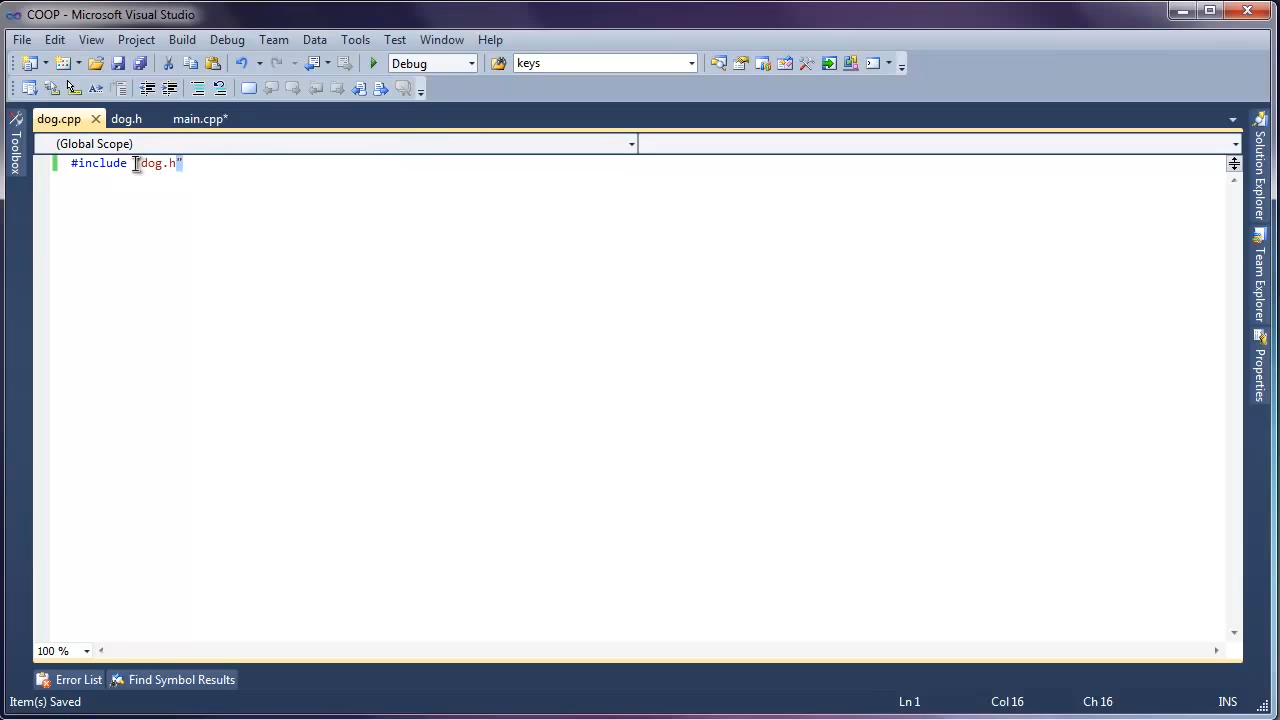 COOP - Microsoft Visual Studio
File Edit View Project Build Debug Team Data Tools Test Window Help
Debug keys
dog.cpp dog.h main.cpp*
(Global Scope)
#include "dog.h"
Toolbox
Solution Explorer
Team Explorer
Properties
100 %
Error List Find Symbol Results
Item(s) Saved Ln 1 Col 16 Ch 16 INS